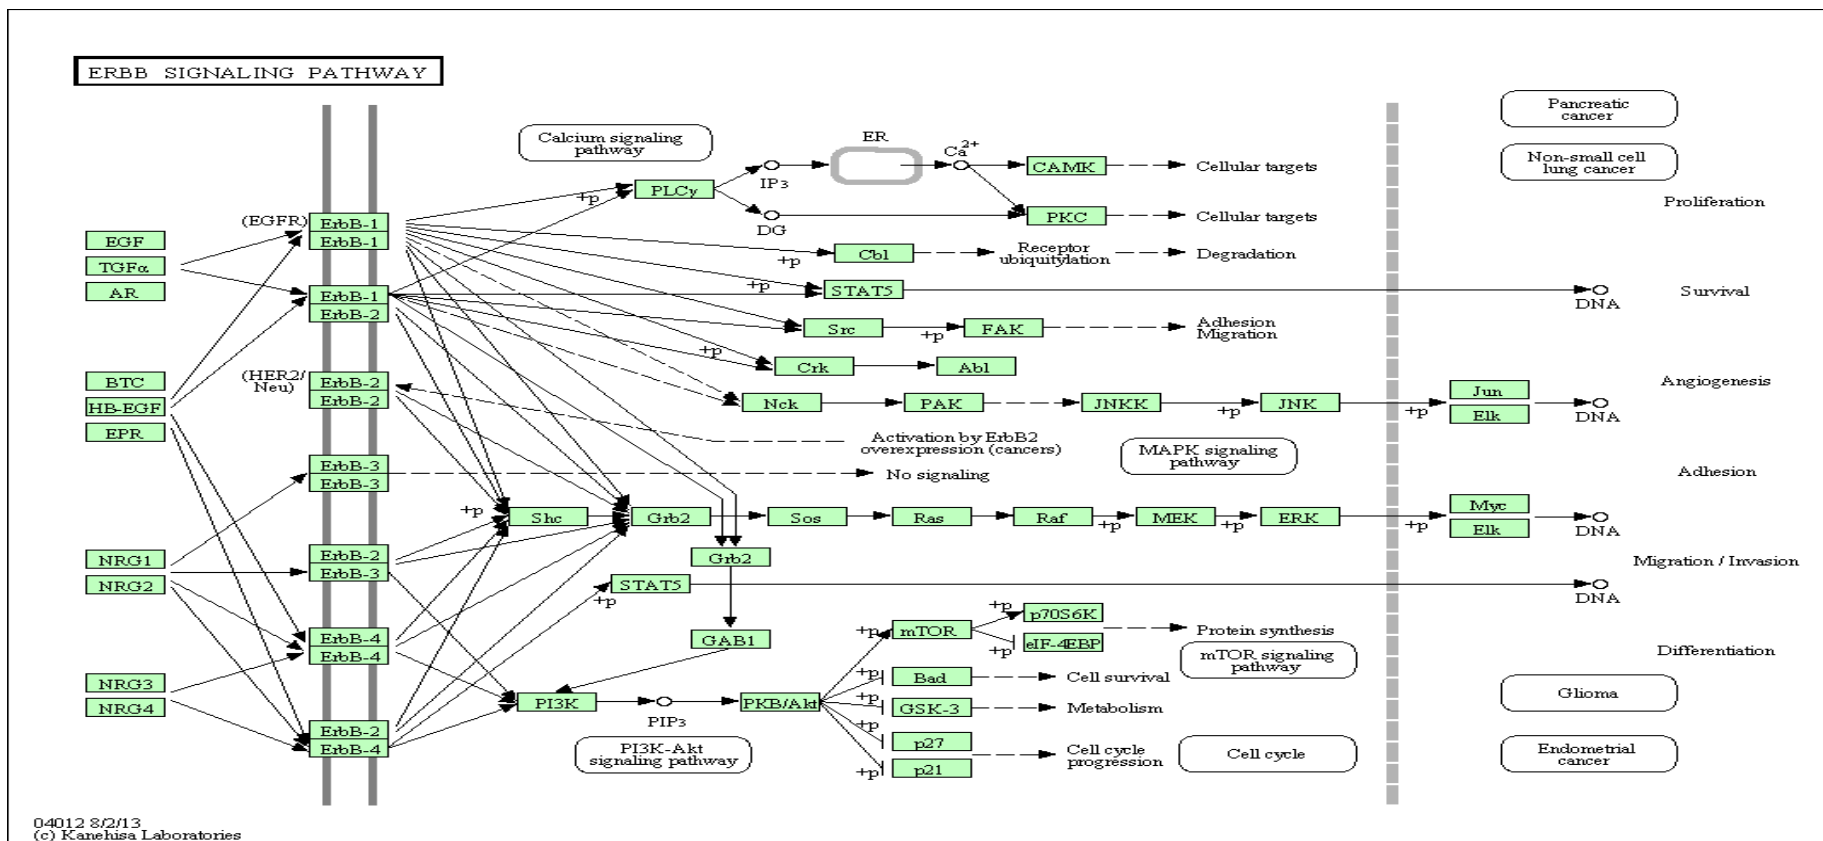 ERBB SIGNALING PATHWAY
Pancreatic
cancer
Calcium signaling
pathway
ER
Ca2+
Non-small cell
lung cancer
IP3
CAMK
Cellular targets
PLCγ
+p
Proliferation
(EGFR)
ErbB-1
ErbB-1
DG
PKC
Cellular targets
EGF
TGFα
AR
Cbl
+p
Receptor
ubiquitylation
Degradation
ErbB-1
ErbB-2
+p
STAT5
DNA
Survival
Src
+p
FAK
Adhesion
Migration
+p
Crk
Abl
BTC
HB-EGF
EPR
(HER2/
Neu)
ErbB-2
ErbB-2
Nck
PAK
JNKK
+p
JNK
+p
Jun
Elk
DNA
Angiogenesis
Activation by ErbB2
overexpression (cancers)
MAPK signaling
pathway
ErbB-3
ErbB-3
No signaling
Adhesion
+p
Shc
Grb2
Sos
Ras
Raf
+p
MEK
+p
ERK
+p
Myc
Elk
DNA
NRG1
NRG2
ErbB-2
ErbB-3
Grb2
Migration / Invasion
STAT5
+p
DNA
ErbB-4
ErbB-4
GAB1
+p
mTOR
+p
p70S6K
+p
eIF-4EBP
Protein synthesis
mTOR signaling
pathway
Differentiation
NRG3
NRG4
PI3K
PIP3
PKB/Akt
+p
Bad
Cell survival
+p
GSK-3
Metabolism
Glioma
ErbB-2
ErbB-4
PI3K-Akt
signaling pathway
+p
p27
+p
p21
Cell cycle
progression
Cell cycle
Endometrial
cancer
04012 8/2/13
(c) Kanehisa Laboratories